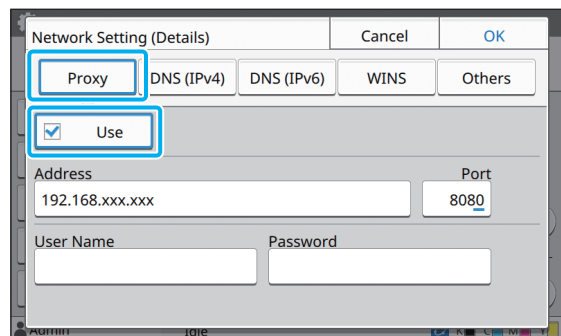 Network Setting (Details)
Cancel
OK
Proxy
DNS (IPv4)
DNS (IPv6)
WINS
Others
Use
Address
Port
192.168.xxx.xxx
8080
User Name
Password
Admin
Idle
K
C
M
Y